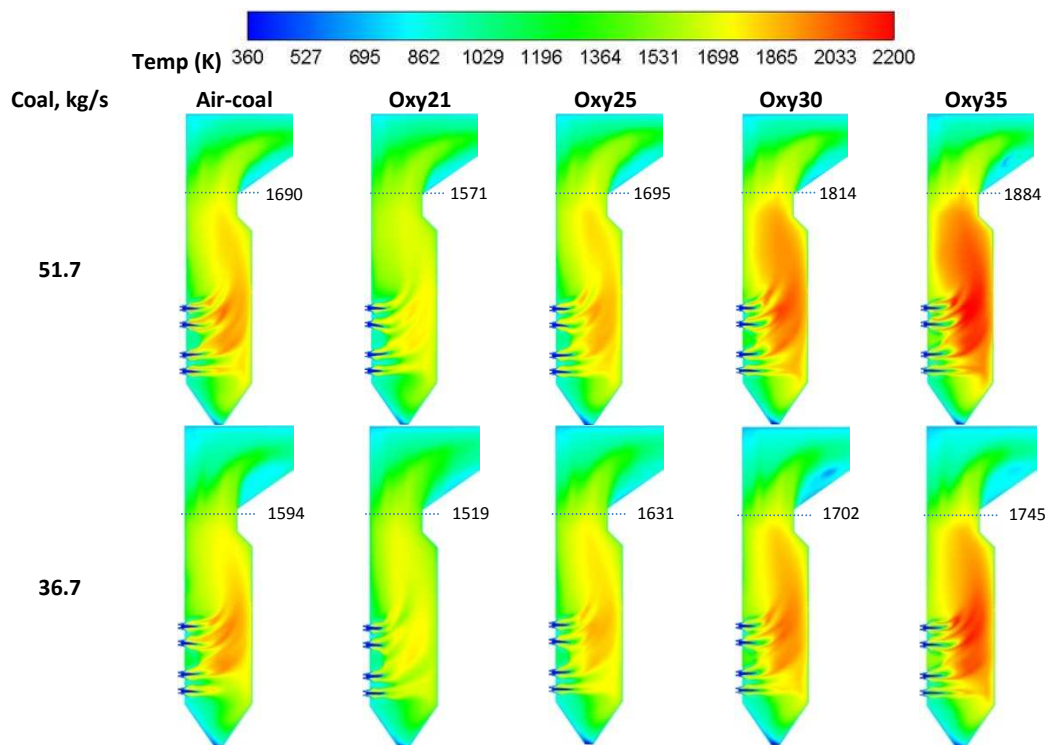 Temp (K) 360 527 695 862 1029 1196 1364 1531 1698 1865 2033 2200
Coal, kg/s Air-coal Oxy21 Oxy25 Oxy30 Oxy35
1690 1571 1695 1814 1884
51.7
1594 1519 1631 1702 1745
36.7